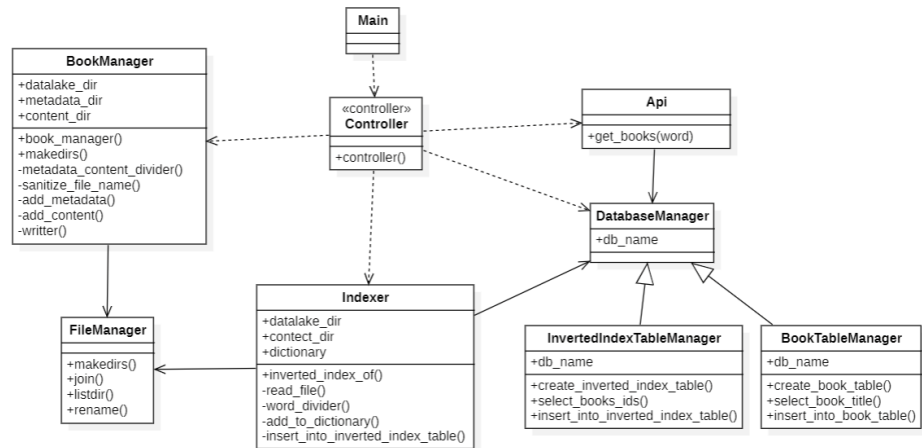 Main
BookManager
+datalake_dir
+metadata_dir
+content_dir
+book_manager()
+makedirs()
-metadata_content_divider()
-sanitize_file_name()
-add_metadata()
-add_content()
-writter()
«controller»
Controller
+controller()
Api
+get_books(word)
DatabaseManager
+db_name
FileManager
+makedirs()
+join()
+listdir()
+rename()
Indexer
+datalake_dir
+contect_dir
+dictionary
+inverted_index_of()
-read_file()
-word_divider()
-add_to_dictionary()
-insert_into_inverted_index_table()
InvertedIndexTableManager
+db_name
+create_inverted_index_table()
+select_books_ids()
+insert_into_inverted_index_table()
BookTableManager
+db_name
+create_book_table()
+select_book_title()
+insert_into_book_table()